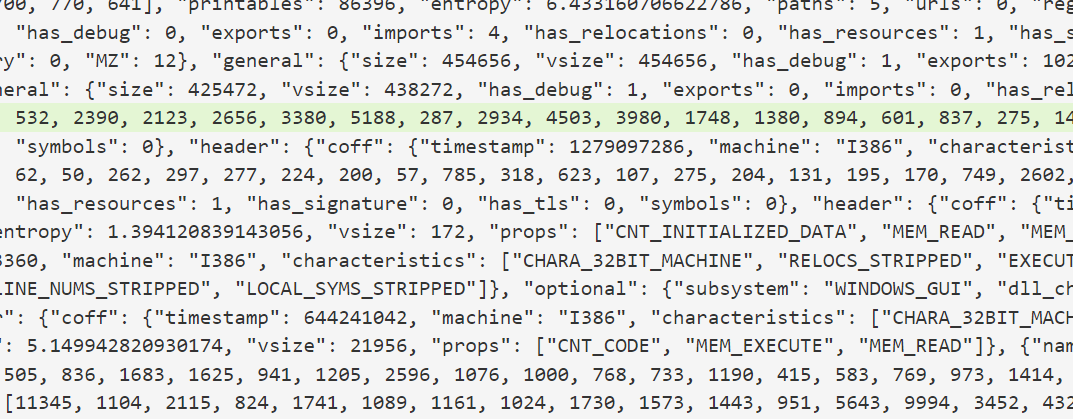 700, 770, 641], "printables": 86396, "entropy": 6.433160706622786, "paths": 5, "urls": 0, "reg
"has_debug": 0, "exports": 0, "imports": 4, "has_relocations": 0, "has_resources": 1, "has_s
ry": 0, "MZ": 12}, "general": {"size": 454656, "vsize": 454656, "has_debug": 1, "exports": 102
neral": {"size": 425472, "vsize": 438272, "has_debug": 1, "exports": 0, "imports": 0, "has_rel
532, 2390, 2123, 2656, 3380, 5188, 287, 2934, 4503, 3980, 1748, 1380, 894, 601, 837, 275, 14
"symbols": 0}, "header": {"coff": {"timestamp": 1279097286, "machine": "I386", "characterist
62, 50, 262, 297, 277, 224, 200, 57, 785, 318, 623, 107, 275, 204, 131, 195, 170, 749, 2602,
"has_resources": 1, "has_signature": 0, "has_tls": 0, "symbols": 0}, "header": {"coff": {"ti
entropy": 1.394120839143056, "vsize": 172, "props": ["CNT_INITIALIZED_DATA", "MEM_READ", "MEM_
3360, "machine": "I386", "characteristics": ["CHARA_32BIT_MACHINE", "RELOCS_STRIPPED", "EXECUT
LINE_NUMS_STRIPPED", "LOCAL_SYMS_STRIPPED"]}, "optional": {"subsystem": "WINDOWS_GUI", "dll_ch
r": {"coff": {"timestamp": 644241042, "machine": "I386", "characteristics": ["CHARA_32BIT_MACH
": 5.149942820930174, "vsize": 21956, "props": ["CNT_CODE", "MEM_EXECUTE", "MEM_READ"]}, {"nam
505, 836, 1683, 1625, 941, 1205, 2596, 1076, 1000, 768, 733, 1190, 415, 583, 769, 973, 1414,
[11345, 1104, 2115, 824, 1741, 1089, 1161, 1024, 1730, 1573, 1443, 951, 5643, 9994, 3452, 432